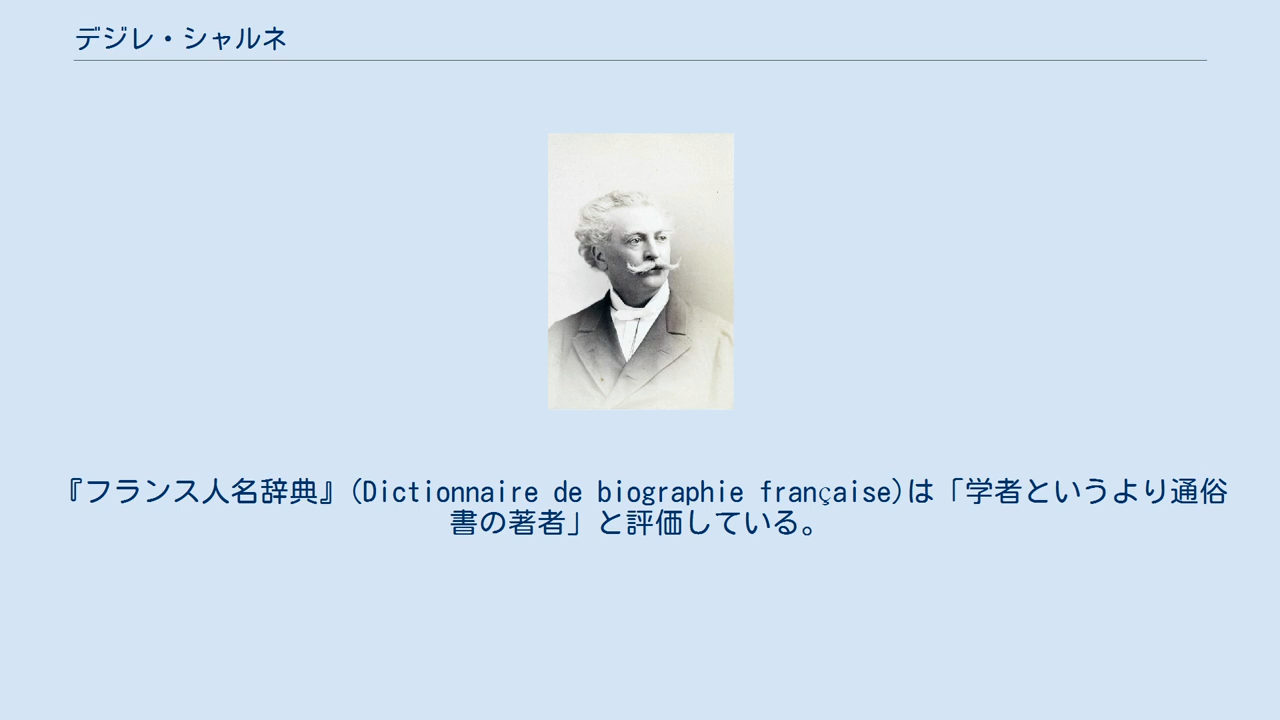 デジレ・シャルネ
『フランス人名辞典』(Dictionnaire de biographie française)は「学者というより通俗
書の著者」と評価している。